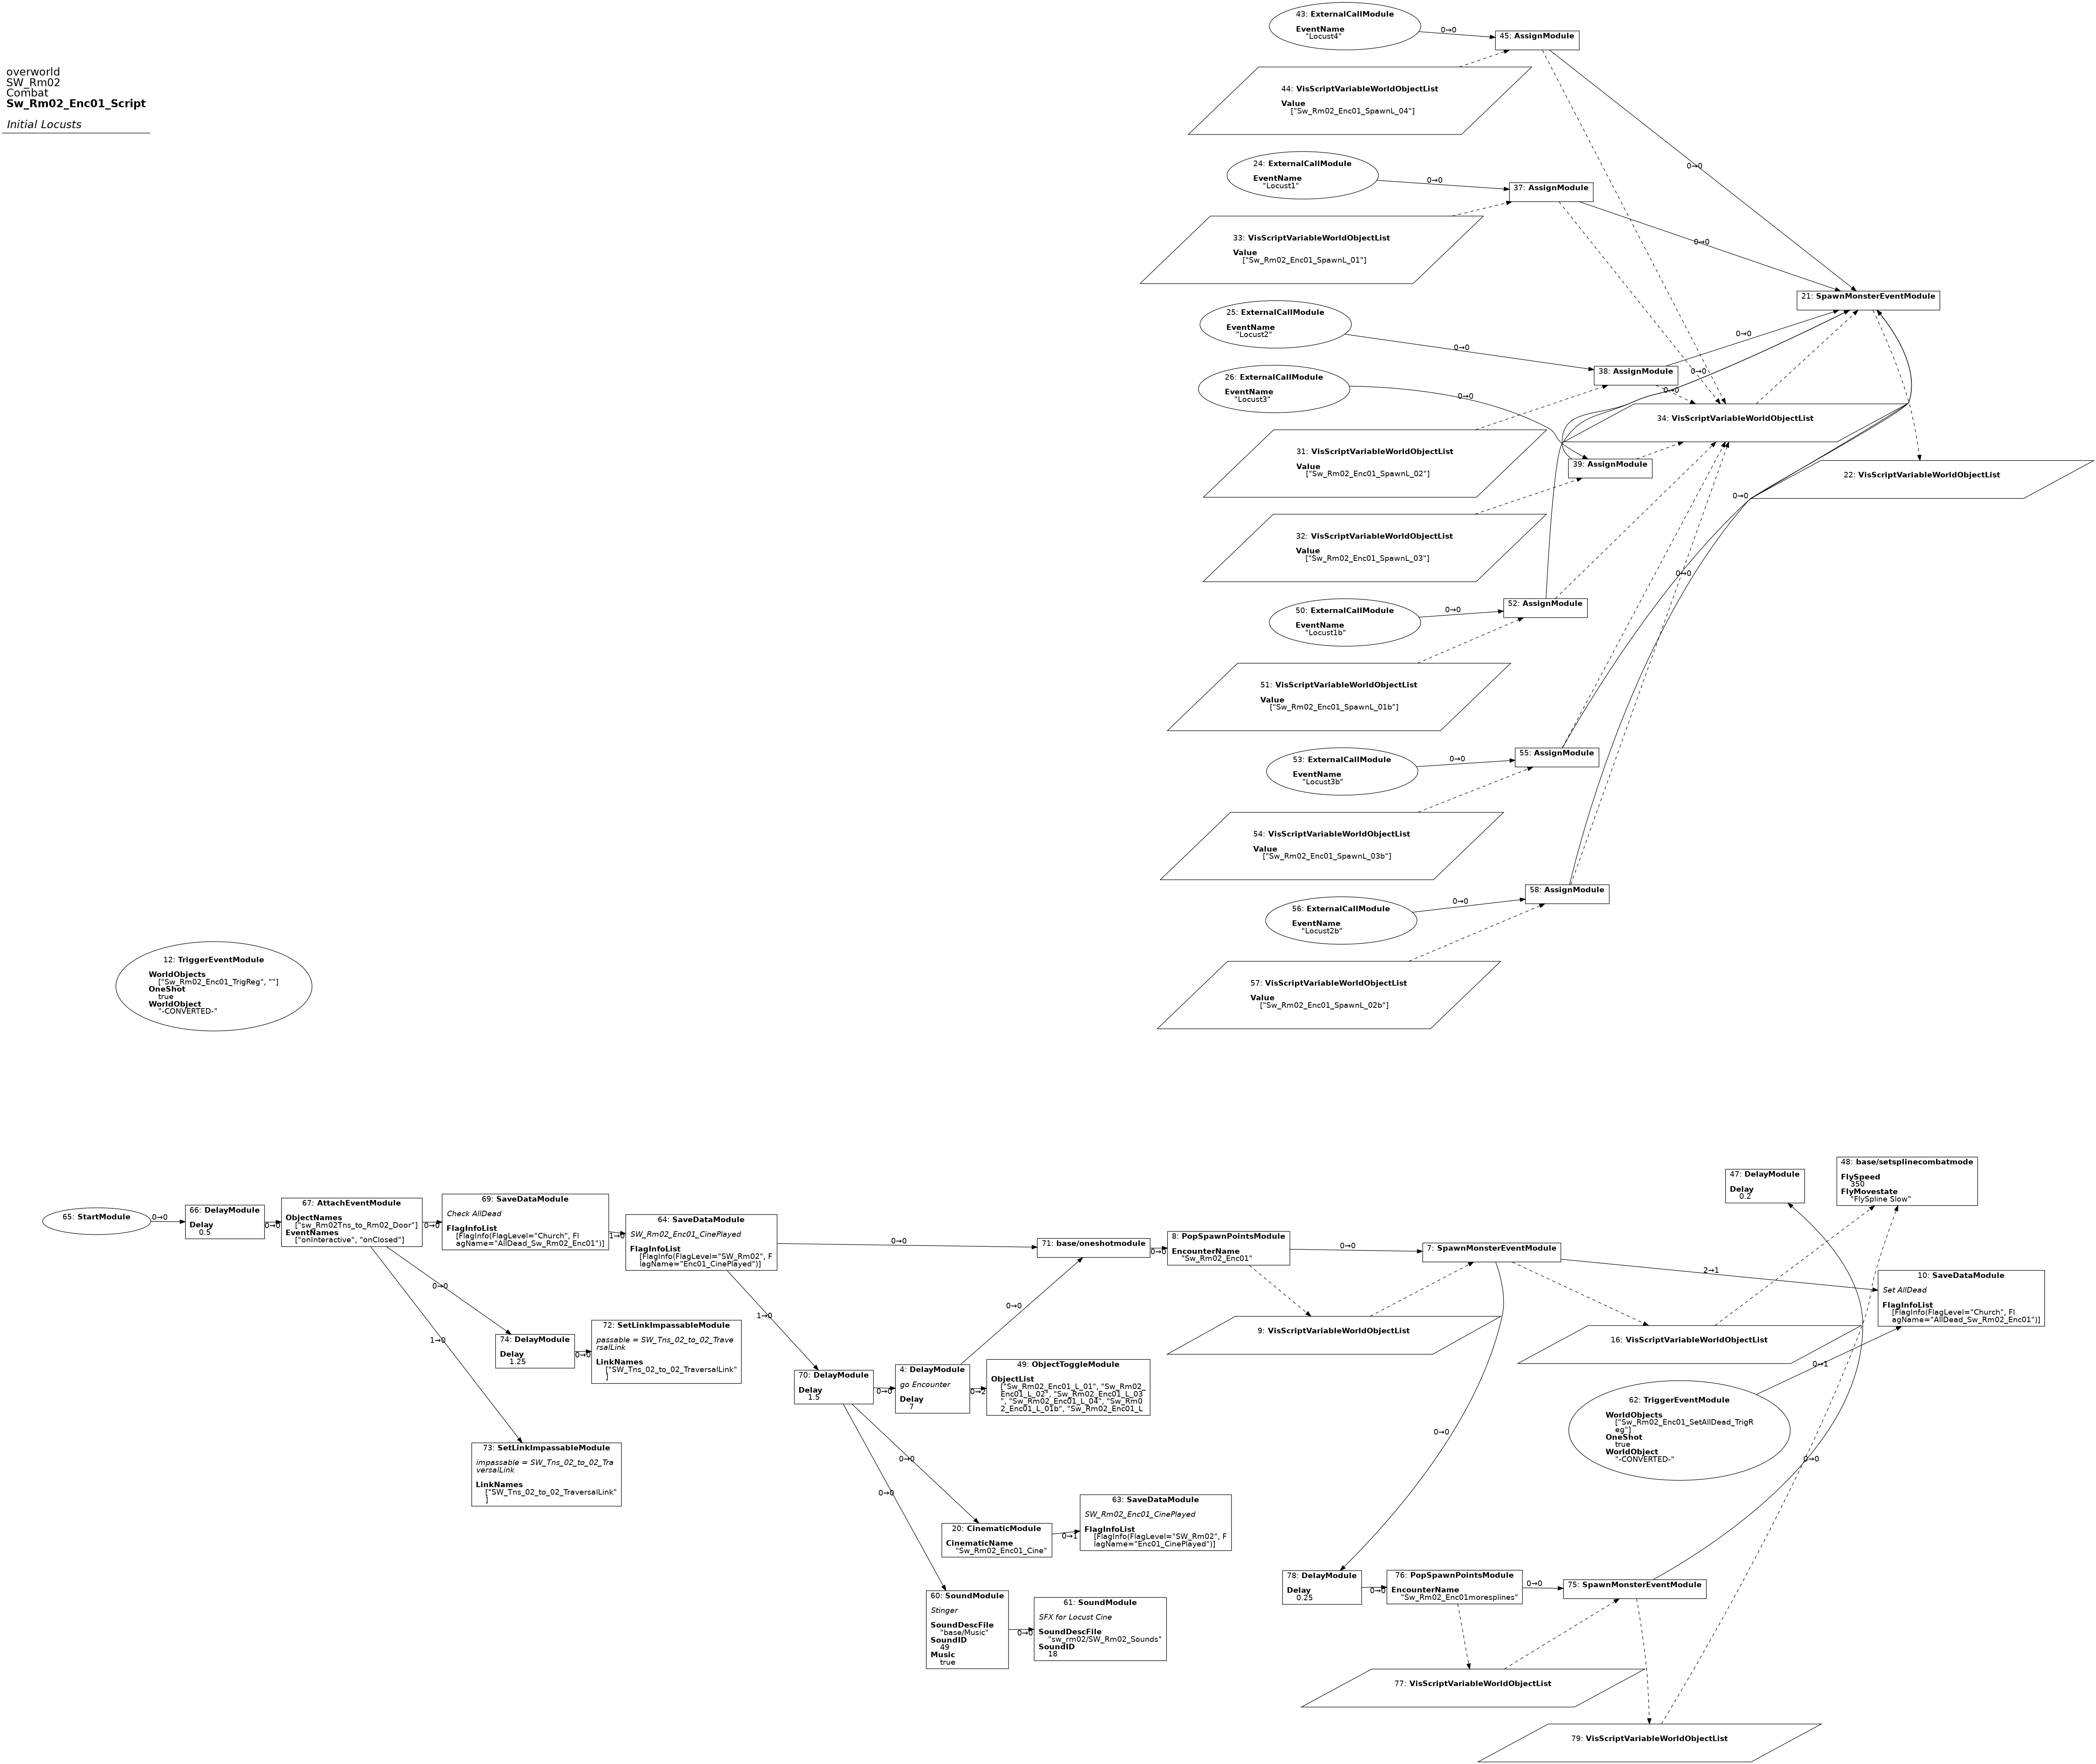 overworld
SW_Rm02
Combat
Sw_Rm02_Enc01_Script
Initial Locusts
43: ExternalCallModule
EventName
"Locust4"
0→0
45: AssignModule
44: VisScriptVariableWorldObjectList
Value
["Sw_Rm02_Enc01_SpawnL_04"]
0→0
24: ExternalCallModule
EventName
"Locust1"
0→0
37: AssignModule
33: VisScriptVariableWorldObjectList
Value
["Sw_Rm02_Enc01_SpawnL_01"]
0→0
21: SpawnMonsterEventModule
25: ExternalCallModule
EventName
"Locust2"
0→0
0→0
38: AssignModule
0→0
0→0
26: ExternalCallModule
EventName
"Locust3"
0→0
34: VisScriptVariableWorldObjectList
31: VisScriptVariableWorldObjectList
Value
["Sw_Rm02_Enc01_SpawnL_02"]
39: AssignModule
22: VisScriptVariableWorldObjectList
0→0
32: VisScriptVariableWorldObjectList
Value
["Sw_Rm02_Enc01_SpawnL_03"]
0→0
50: ExternalCallModule
EventName
"Locust1b"
0→0
52: AssignModule
51: VisScriptVariableWorldObjectList
Value
["Sw_Rm02_Enc01_SpawnL_01b"]
53: ExternalCallModule
EventName
"Locust3b"
0→0
55: AssignModule
54: VisScriptVariableWorldObjectList
Value
["Sw_Rm02_Enc01_SpawnL_03b"]
56: ExternalCallModule
EventName
"Locust2b"
0→0
58: AssignModule
57: VisScriptVariableWorldObjectList
Value
["Sw_Rm02_Enc01_SpawnL_02b"]
12: TriggerEventModule
WorldObjects
["Sw_Rm02_Enc01_TrigReg", ""]
OneShot
true
WorldObject
"-CONVERTED-"
65: StartModule
0→0
66: DelayModule
Delay
0.5
0→0
67: AttachEventModule
ObjectNames
["sw_Rm02Tns_to_Rm02_Door"]
EventNames
["onInteractive", "onClosed"]
0→0
69: SaveDataModule
Check AllDead
FlagInfoList
[FlagInfo(FlagLevel="Church", Fl
agName="AllDead_Sw_Rm02_Enc01")]
1→0
64: SaveDataModule
SW_Rm02_Enc01_CinePlayed
FlagInfoList
[FlagInfo(FlagLevel="SW_Rm02", F
lagName="Enc01_CinePlayed")]
0→0
71: base/oneshotmodule
0→0
8: PopSpawnPointsModule
EncounterName
"Sw_Rm02_Enc01"
0→0
7: SpawnMonsterEventModule
2→1
47: DelayModule
Delay
0.2
48: base/setsplinecombatmode
FlySpeed
350
FlyMovestate
"FlySpline Slow"
10: SaveDataModule
Set AllDead
FlagInfoList
[FlagInfo(FlagLevel="Church", Fl
agName="AllDead_Sw_Rm02_Enc01")]
0→0
1→0
74: DelayModule
Delay
1.25
0→0
72: SetLinkImpassableModule
passable = SW_Tns_02_to_02_Trave
rsalLink
LinkNames
["SW_Tns_02_to_02_TraversalLink"
]
1→0
0→0
9: VisScriptVariableWorldObjectList
16: VisScriptVariableWorldObjectList
0→1
70: DelayModule
Delay
1.5
0→0
4: DelayModule
go Encounter
Delay
7
0→2
49: ObjectToggleModule
ObjectList
["Sw_Rm02_Enc01_L_01", "Sw_Rm02_
Enc01_L_02", "Sw_Rm02_Enc01_L_03
", "Sw_Rm02_Enc01_L_04", "Sw_Rm0
2_Enc01_L_01b", "Sw_Rm02_Enc01_L
62: TriggerEventModule
WorldObjects
["Sw_Rm02_Enc01_SetAllDead_TrigR
eg"]
OneShot
true
WorldObject
"-CONVERTED-"
0→0
0→0
73: SetLinkImpassableModule
impassable = SW_Tns_02_to_02_Tra
versalLink
LinkNames
["SW_Tns_02_to_02_TraversalLink"
]
0→0
0→0
20: CinematicModule
CinematicName
"Sw_Rm02_Enc01_Cine"
0→1
63: SaveDataModule
SW_Rm02_Enc01_CinePlayed
FlagInfoList
[FlagInfo(FlagLevel="SW_Rm02", F
lagName="Enc01_CinePlayed")]
78: DelayModule
Delay
0.25
0→0
76: PopSpawnPointsModule
EncounterName
"Sw_Rm02_Enc01moresplines"
0→0
75: SpawnMonsterEventModule
60: SoundModule
Stinger
SoundDescFile
"base/Music"
SoundID
49
Music
true
0→0
61: SoundModule
SFX for Locust Cine
SoundDescFile
"sw_rm02/SW_Rm02_Sounds"
SoundID
18
77: VisScriptVariableWorldObjectList
79: VisScriptVariableWorldObjectList